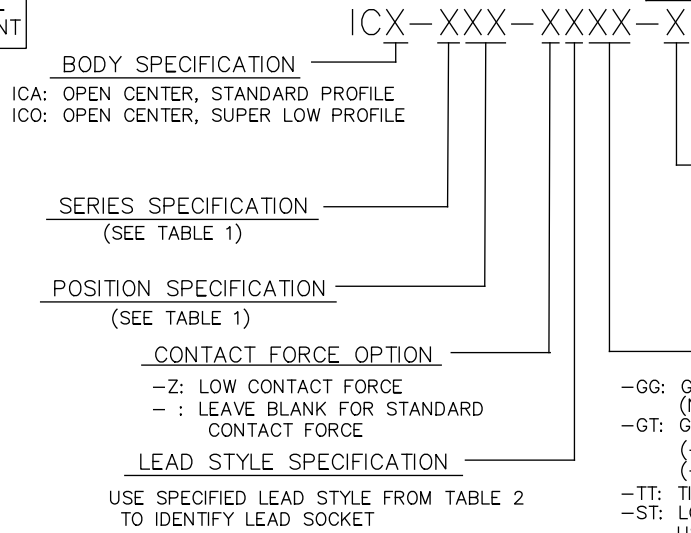 ICX-XXX-XXXX-X
BODY SPECIFICATION
ICA: OPEN CENTER, STANDARD PROFILE
ICO: OPEN CENTER, SUPER LOW PROFILE
SERIES SPECIFICATION
(SEE TABLE 1)
POSITION SPECIFICATION
(SEE TABLE 1)
CONTACT FORCE OPTION
-Z: LOW CONTACT FORCE
- : LEAVE BLANK FOR STANDARD
CONTACT FORCE
LEAD STYLE SPECIFICATION
USE SPECIFIED LEAD STYLE FROM TABLE 2
TO IDENTIFY LEAD SOCKET
-GG:
-GT:
-TT:
-ST: